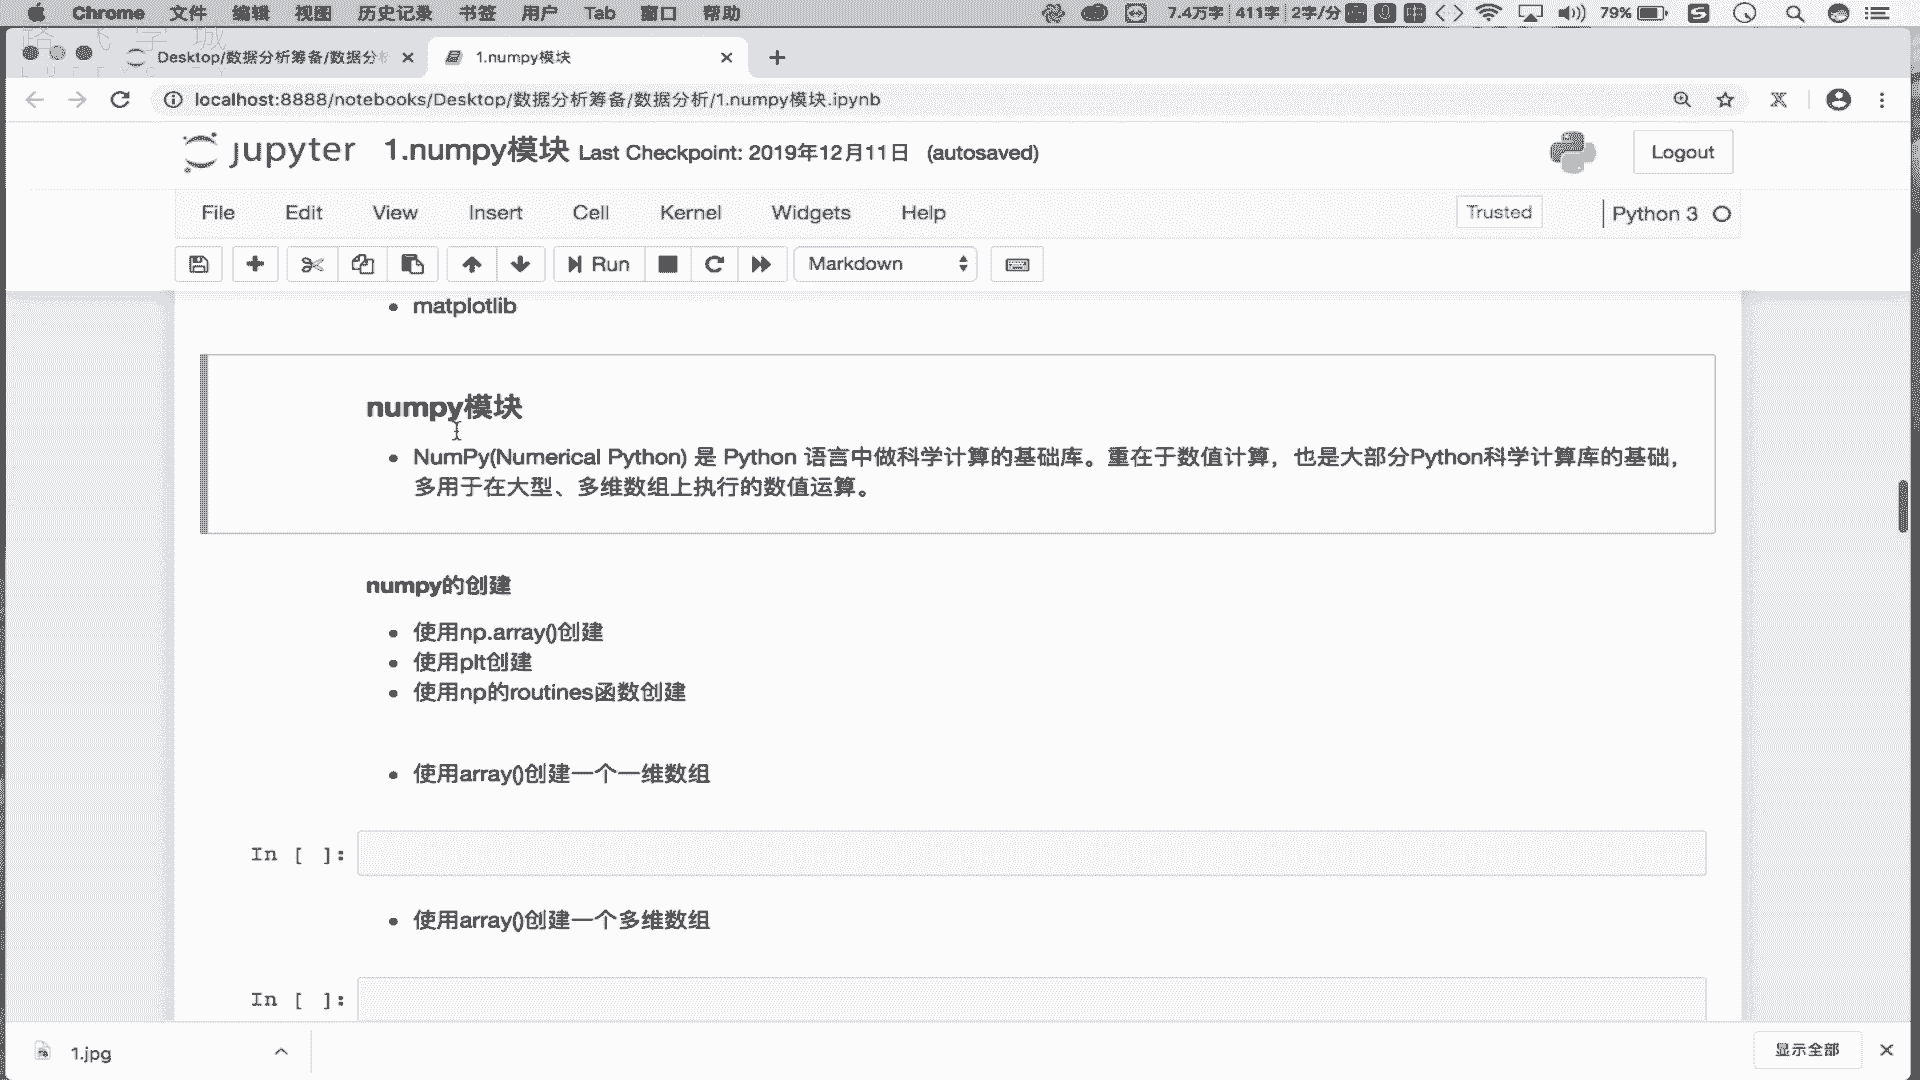 Chrome 文件 编辑 视图 历史记录 书签 用户 Tab 窗口 帮助 7.4万字 411字 2字/分 79%
路飞学城
Desktop/数据分析筹备/数据分析 1.numpy模块
localhost:8888/notebooks/Desktop/数据分析筹备/数据分析/1.numpy模块.ipynb
jupyter 1.numpy模块 Last Checkpoint: 2019年12月11日 (autosaved) Logout
File Edit View Insert Cell Kernel Widgets Help Trusted Python 3
Run Markdown
matplotlib
numpy模块
NumPy(Numerical Python) 是 Python 语言中做科学计算的基础库。重在于数值计算，也是大部分Python科学计算库的基础，
多用于在大型、多维数组上执行的数值运算。
numpy的创建
使用np.array()创建
使用plt创建
使用np的routines函数创建
使用array()创建一个一维数组
In [ ]:
使用array()创建一个多维数组
In [ ]:
1.jpg 显示全部